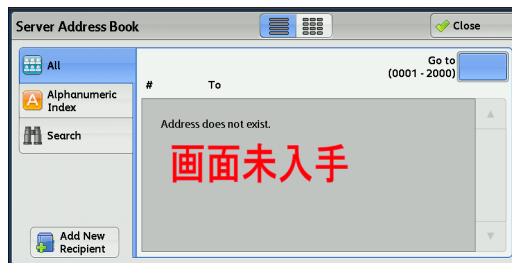 Server Address Book
Close
All
Go to
(0001 - 2000)
# To
A Alphanumeric
Index
Address does not exist.
Search
画面未入手
Add New
Recipient